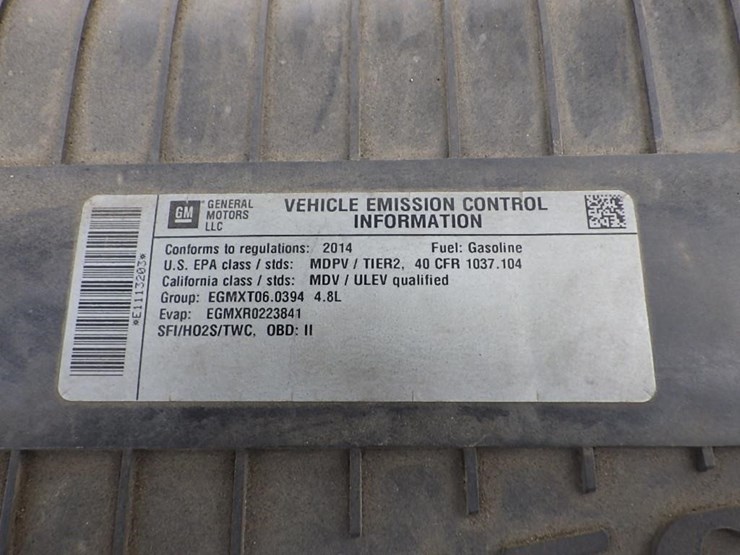 GM GENERAL MOTORS LLC
VEHICLE EMISSION CONTROL
INFORMATION
Conforms to regulations: 2014 Fuel: Gasoline
U.S. EPA class / stds: MDPV / TIER2, 40 CFR 1037.104
California class / stds: MDV / ULEV qualified
Group: EGMXT06.0394 4.8L
Evap: EGMXR0223841
SFI/HO2S/TWC, OBD: II
*E1113203*